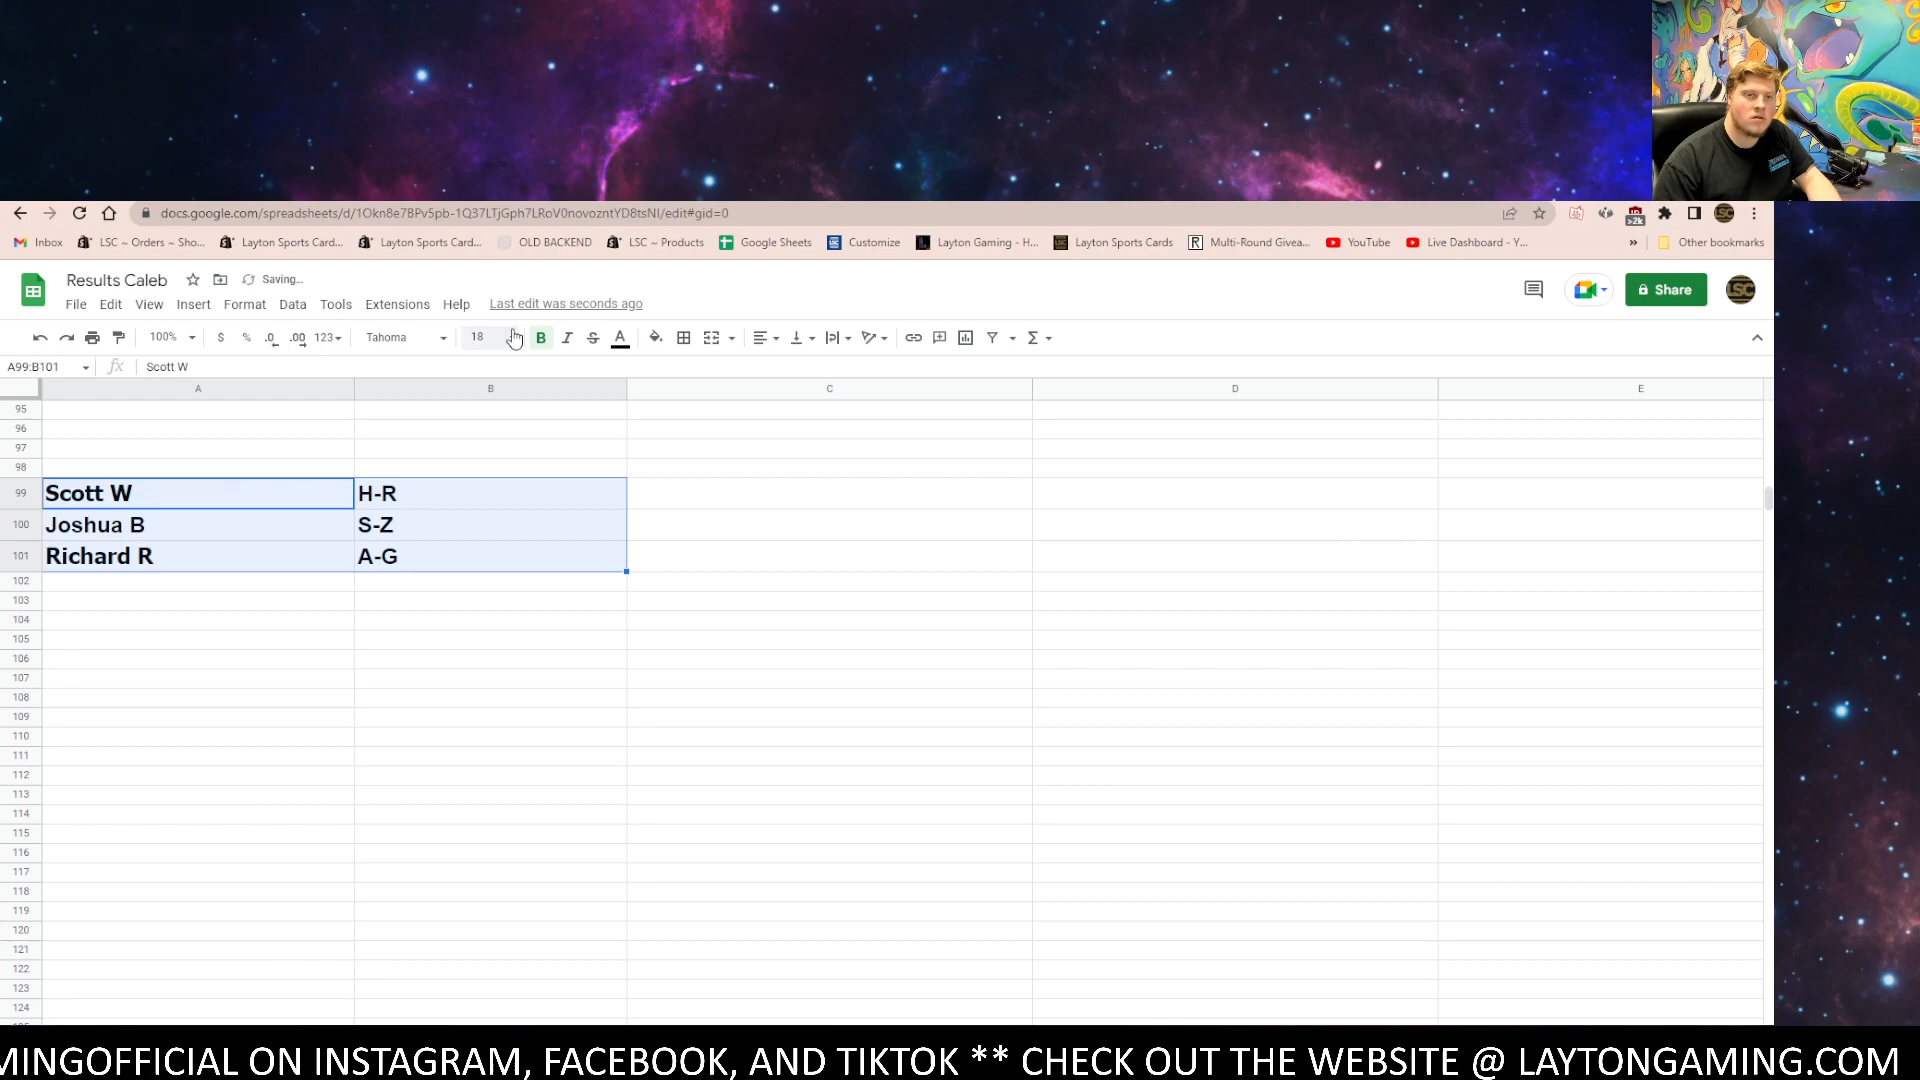 docs.google.com/spreadsheets/d/1Okn8e7BPv5pb-1Q37LTjGph7LRoV0novozntYD8tsNI/edit#gid=0
>2k
LSC
Inbox
LSC ~ Orders ~ Sho...
Layton Sports Card...
Layton Sports Card...
OLD BACKEND
LSC ~ Products
Google Sheets
Customize
Layton Gaming - H...
Layton Sports Cards
Multi-Round Givea...
YouTube
Live Dashboard - Y...
»
Other bookmarks
Results Caleb
Saving...
File Edit View Insert Format Data Tools Extensions Help
Last edit was seconds ago
Share
LSC
100% $ % .0 .00 123 Tahoma 18 B I S A
A99:B101 fx Scott W
A B C D E
95
96
97
98
99 Scott W H-R
100 Joshua B S-Z
101 Richard R A-G
102
103
104
105
106
107
108
109
110
111
112
113
114
115
116
117
118
119
120
121
122
123
124
MINGOFFICIAL ON INSTAGRAM, FACEBOOK, AND TIKTOK ** CHECK OUT THE WEBSITE @ LAYTONGAMING.COM